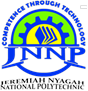 COMPETENCE THROUGH TECHNOLOGY
JNNP
JEREMIAH NYAGAH
NATIONAL POLYTECHNIC